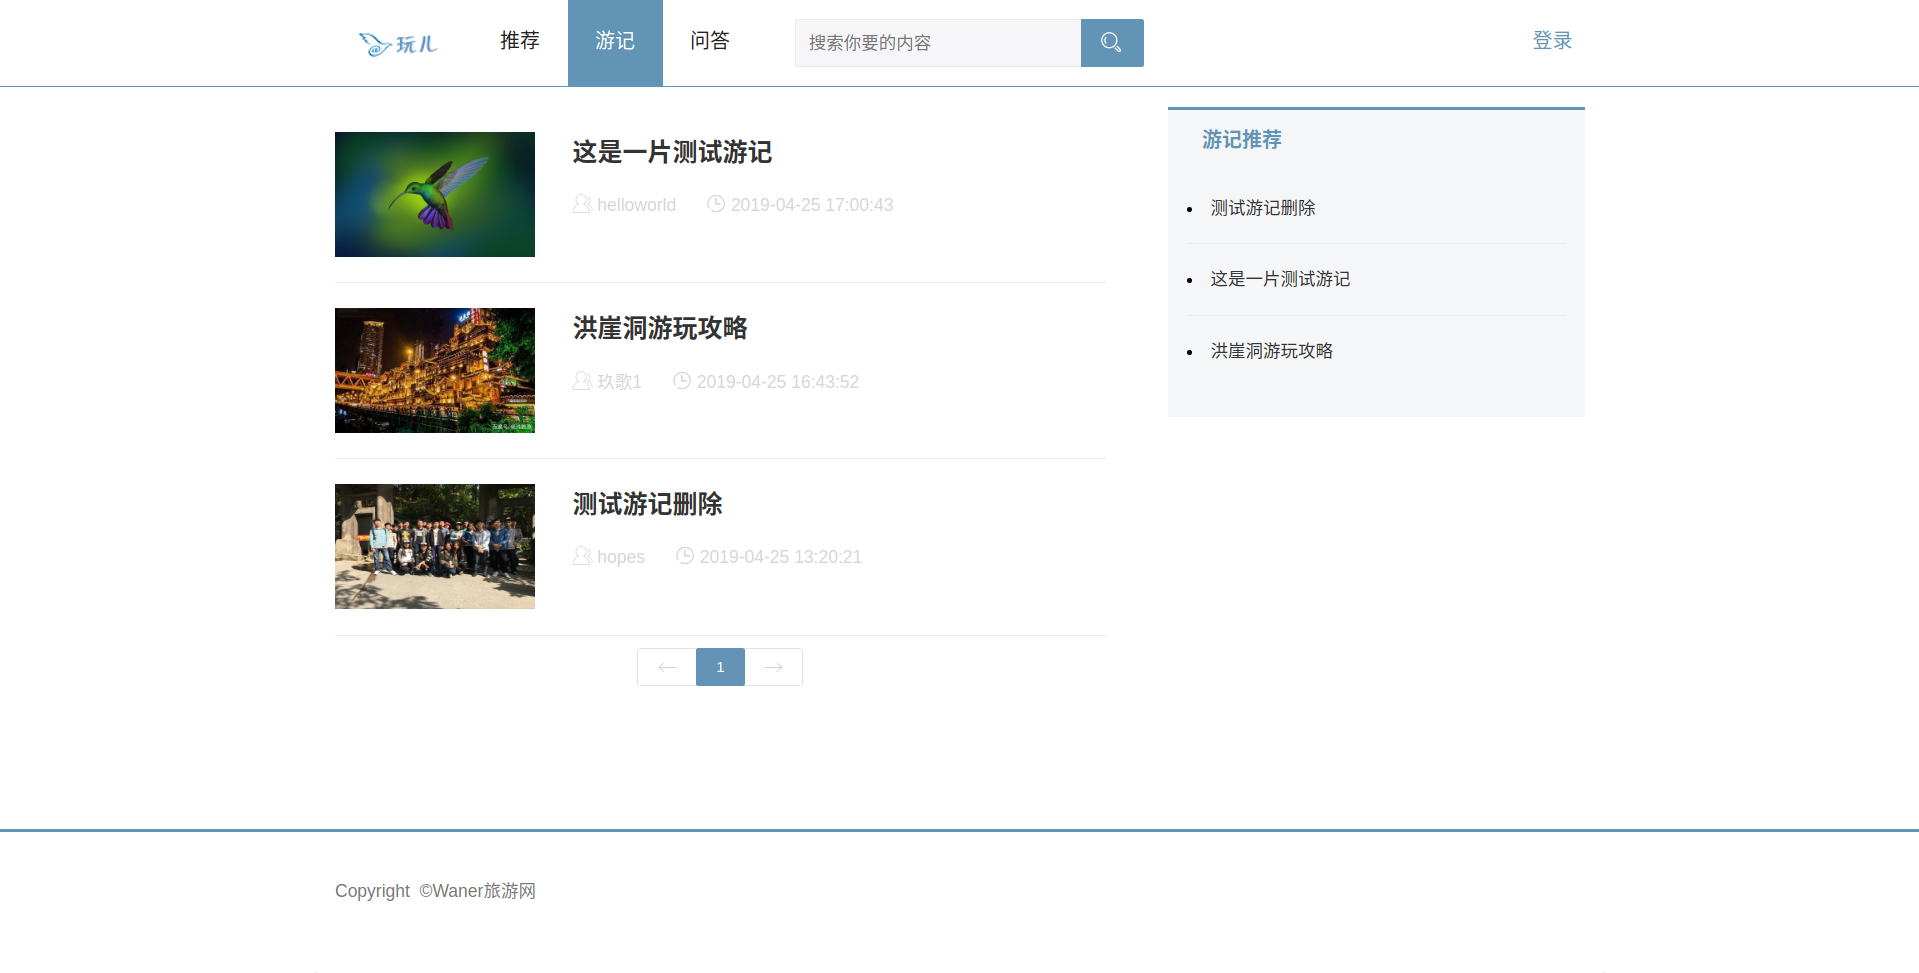 玩儿
推荐
游记
问答
搜索你要的内容
登录
这是一片测试游记
helloworld 2019-04-25 17:00:43
洪崖洞游玩攻略
玖歌1 2019-04-25 16:43:52
测试游记删除
hopes 2019-04-25 13:20:21
1
游记推荐
测试游记删除
这是一片测试游记
洪崖洞游玩攻略
Copyright ©Waner旅游网